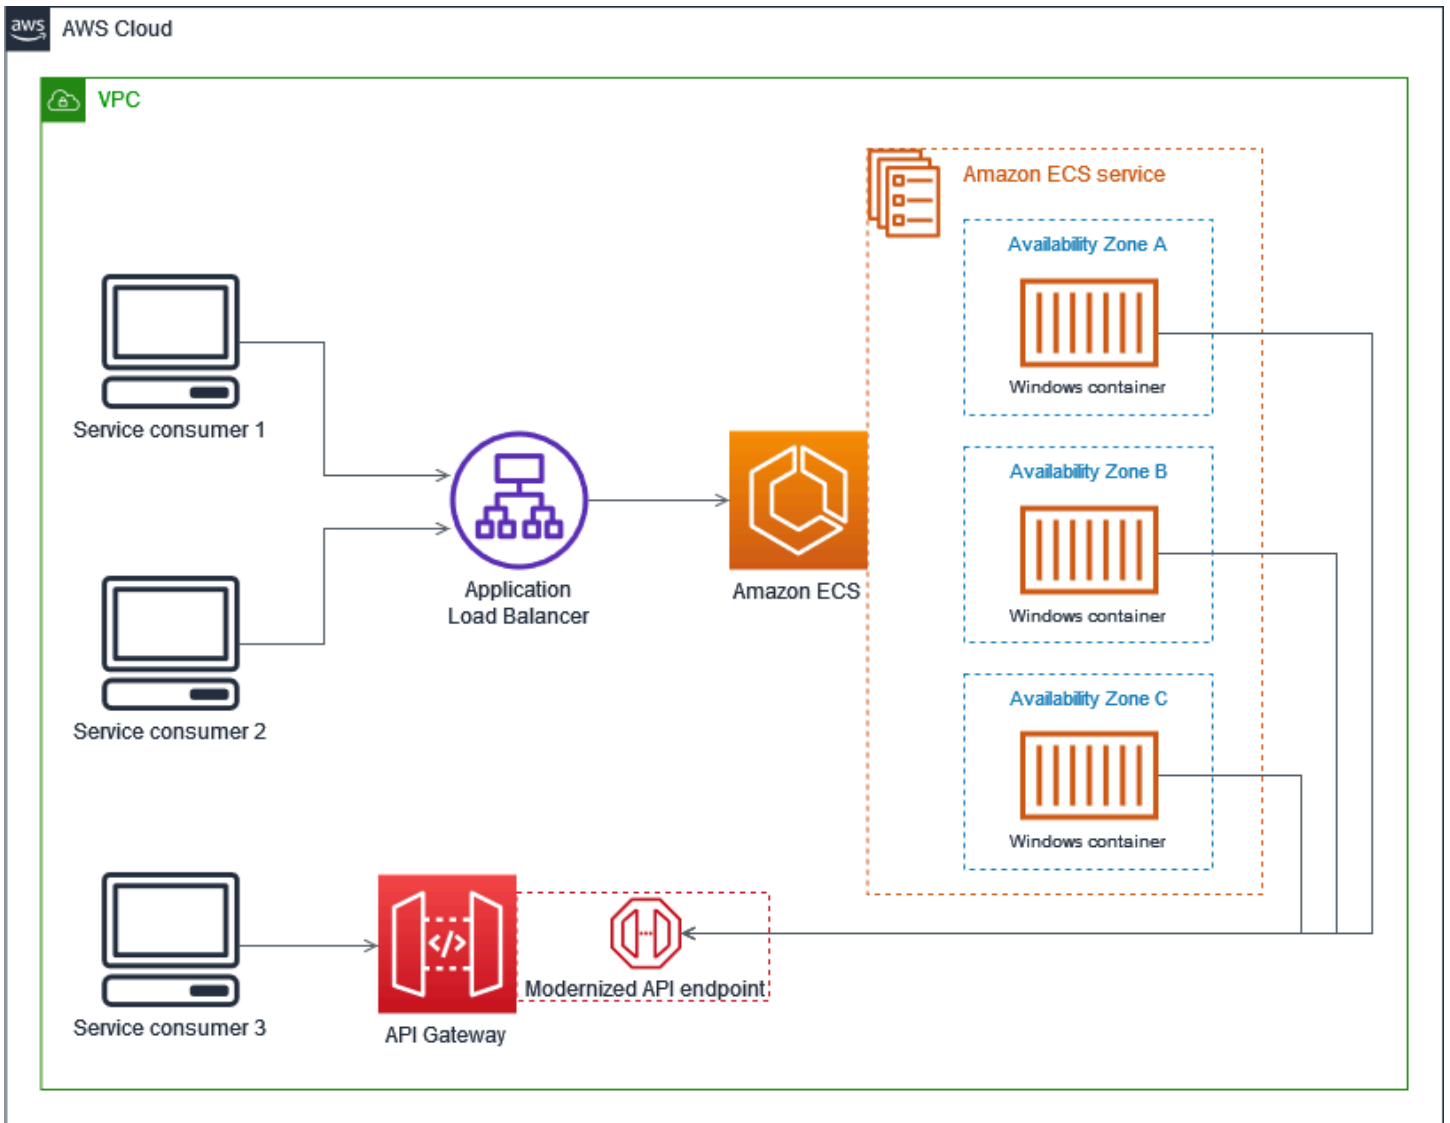 aws
AWS Cloud
VPC
Amazon ECS service
Availability Zone A
Windows container
Service consumer 1
Availability Zone B
Windows container
Application
Load Balancer
Amazon ECS
Service consumer 2
Availability Zone C
Windows container
</>
Modernized API endpoint
Service consumer 3
API Gateway